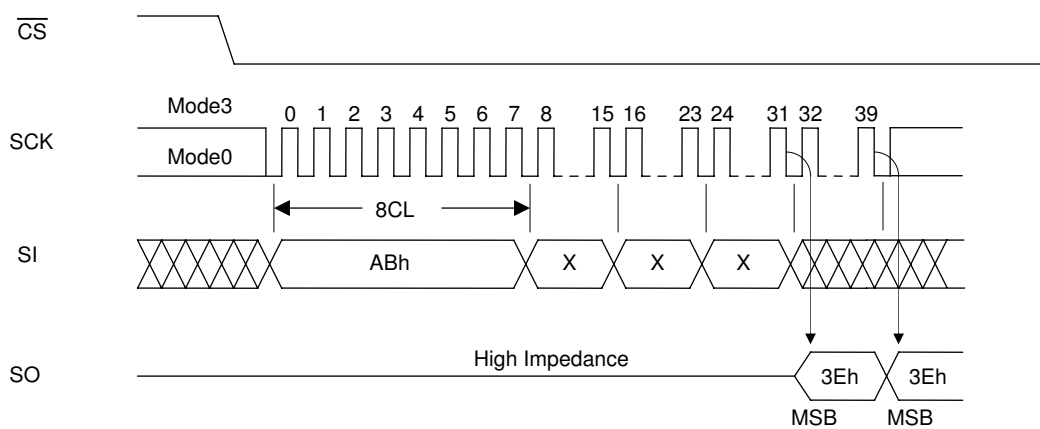 CS
Mode3
0 1 2 3 4 5 6 7 8 15 16 23 24 31 32 39
SCK
Mode0
8CL
SI
ABh X X X
High Impedance
SO
3Eh 3Eh
MSB MSB